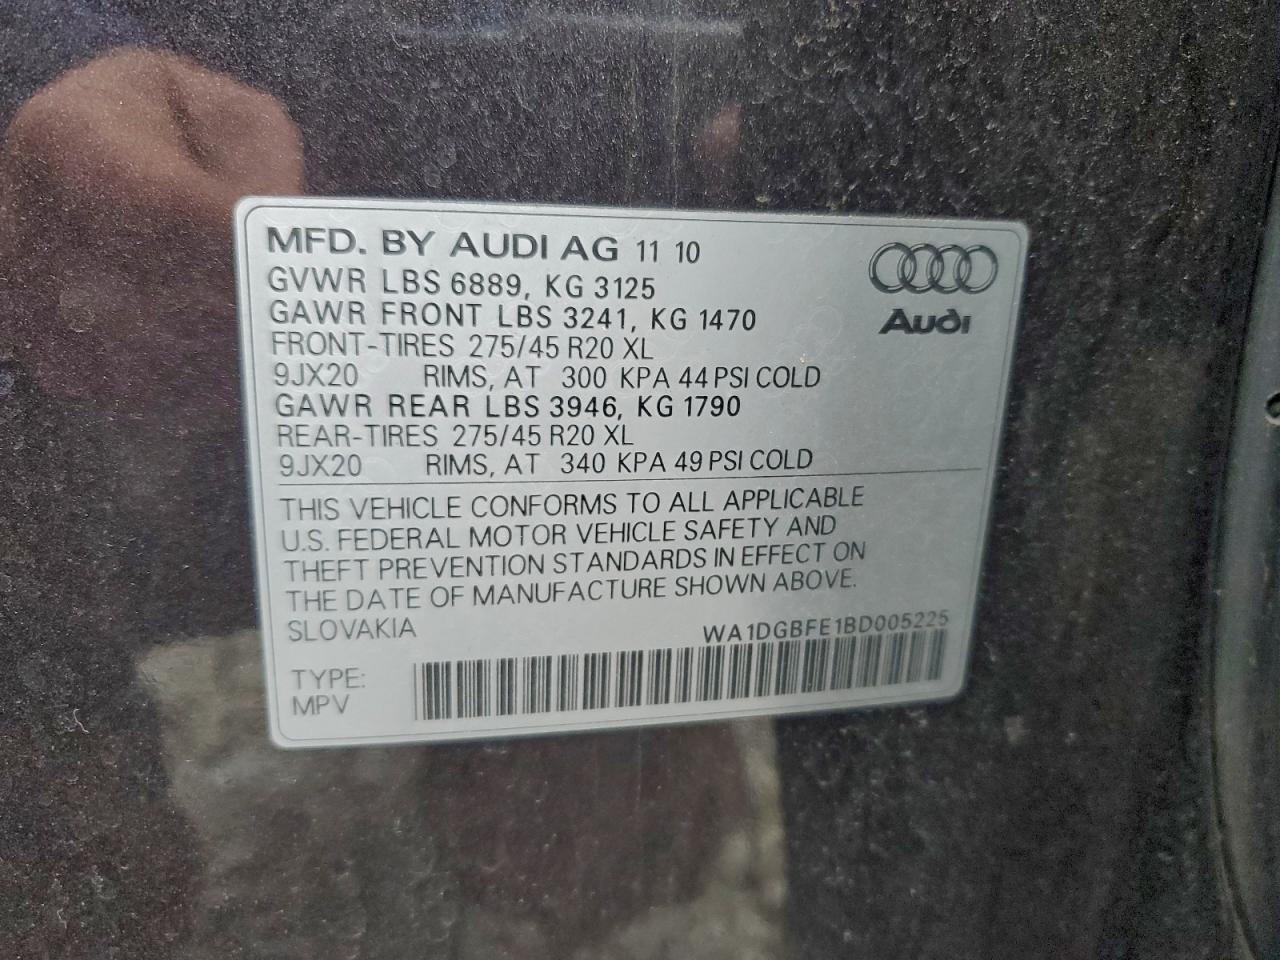 MFD. BY AUDI AG 11 10
GVWR LBS 6889, KG 3125
GAWR FRONT LBS 3241, KG 1470
FRONT-TIRES 275/45 R20 XL
9JX20 RIMS, AT 300 KPA 44 PSI COLD
GAWR REAR LBS 3946, KG 1790
REAR-TIRES 275/45 R20 XL
9JX20 RIMS, AT 340 KPA 49 PSI COLD
Audi
THIS VEHICLE CONFORMS TO ALL APPLICABLE
U.S. FEDERAL MOTOR VEHICLE SAFETY AND
THEFT PREVENTION STANDARDS IN EFFECT ON
THE DATE OF MANUFACTURE SHOWN ABOVE.
SLOVAKIA
WA1DGBFE1BD005225
TYPE:
MPV